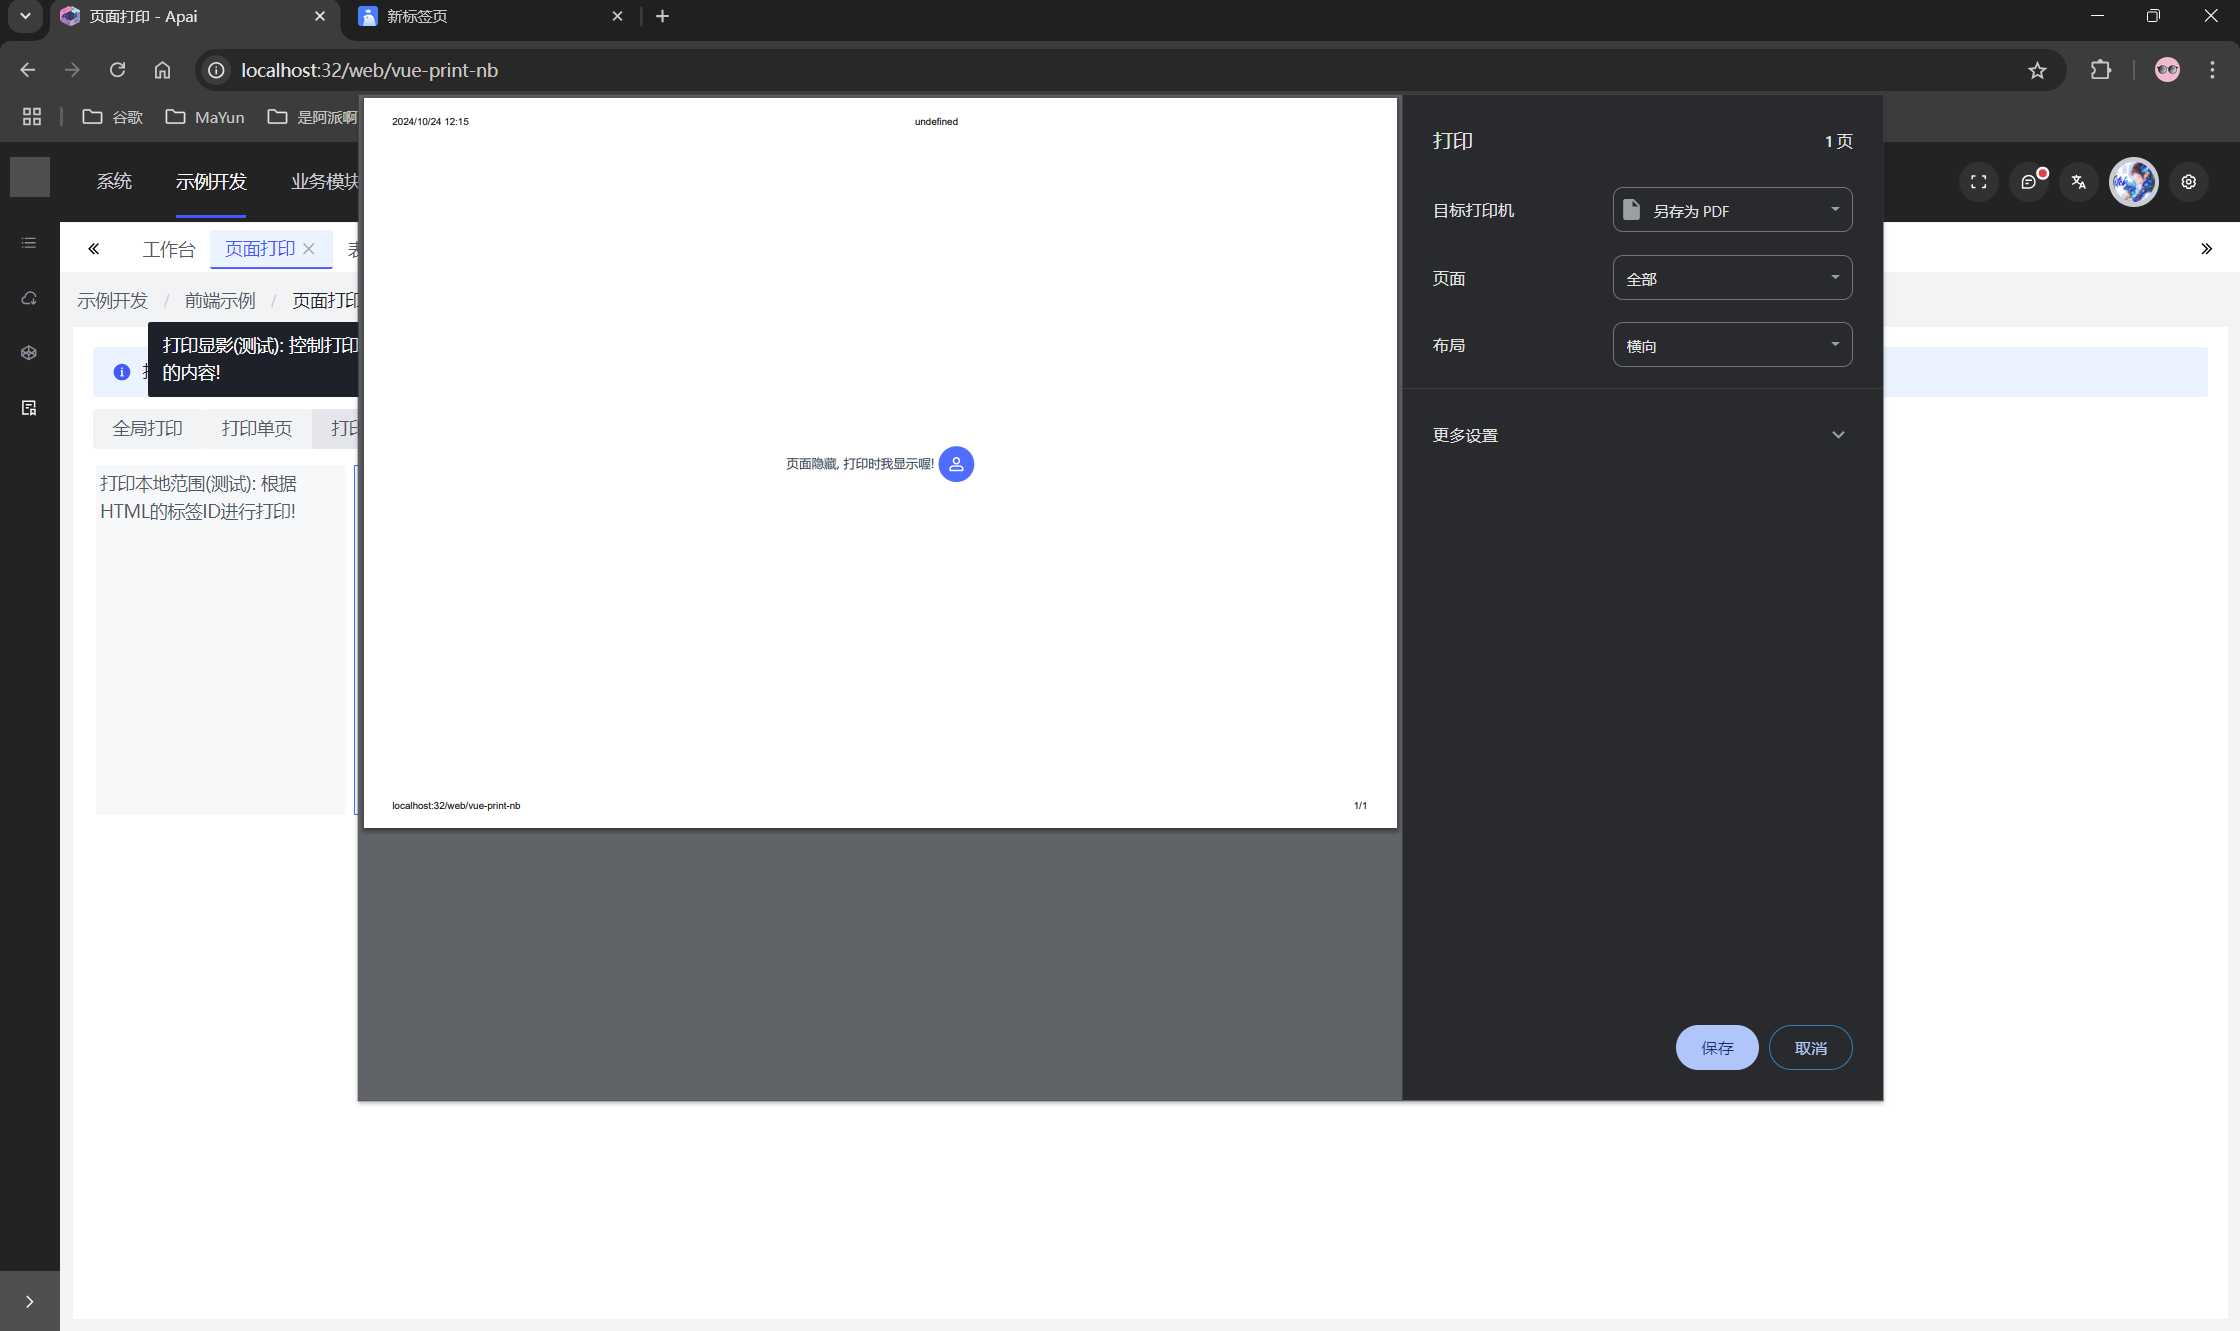 页面打印 - Apai
新标签页
localhost:32/web/vue-print-nb
谷歌
MaYun
是阿派啊
系统
示例开发
业务模块
工作台
页面打印
示例开发 / 前端示例 / 页面打印
打印显影(测试): 控制打印
的内容!
全局打印
打印单页
打印
打印本地范围(测试): 根据
HTML的标签ID进行打印!
2024/10/24 12:15
undefined
页面隐藏, 打印时我显示喔!
localhost:32/web/vue-print-nb
1/1
打印
1 页
目标打印机
另存为 PDF
页面
全部
布局
横向
更多设置
保存
取消